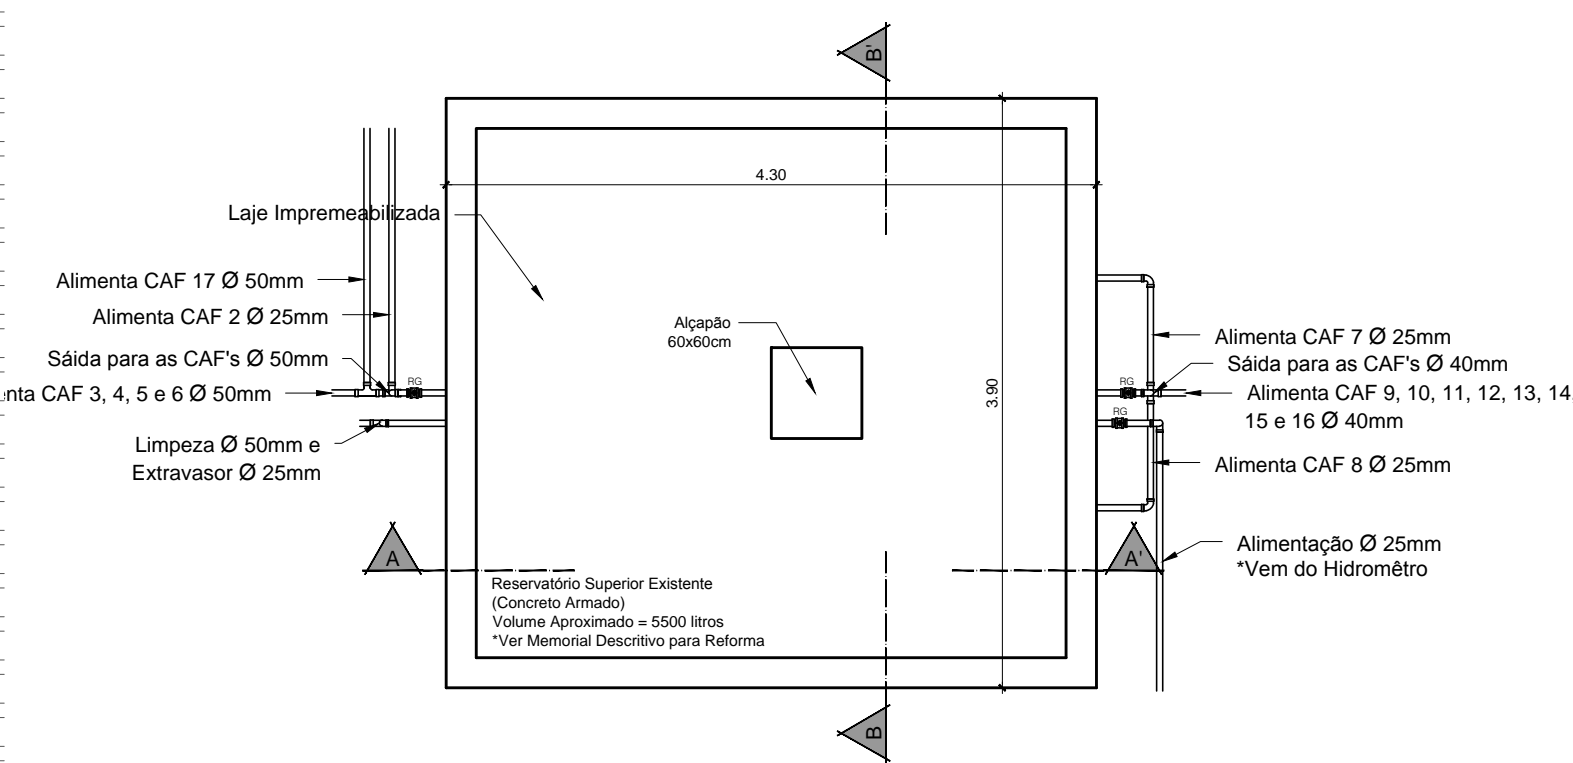 B'
4.30
Laje Impremeabilizada
Alimenta CAF 17 Ø 50mm
Alimenta CAF 2 Ø 25mm
Sáida para as CAF's Ø 50mm
RG
CAF 3, 4, 5 e 6 Ø 50mm
Limpeza Ø 50mm e
Extravasor Ø 25mm
Alçapão
60x60cm
3.90
Alimenta CAF 7 Ø 25mm
Sáida para as CAF's Ø 40mm
RG
Alimenta CAF 9, 10, 11, 12, 13, 14,
15 e 16 Ø 40mm
RG
Alimenta CAF 8 Ø 25mm
Alimentação Ø 25mm
*Vem do Hidromêtro
A
A'
Reservatório Superior Existente
(Concreto Armado)
Volume Aproximado = 5500 litros
*Ver Memorial Descritivo para Reforma
B